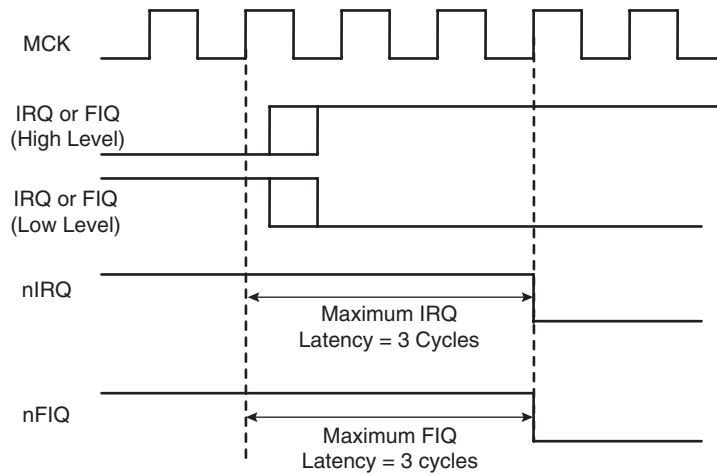 MCK
IRQ or FIQ
(High Level)
IRQ or FIQ
(Low Level)
nIRQ
Maximum IRQ
Latency = 3 Cycles
nFIQ
Maximum FIQ
Latency = 3 cycles